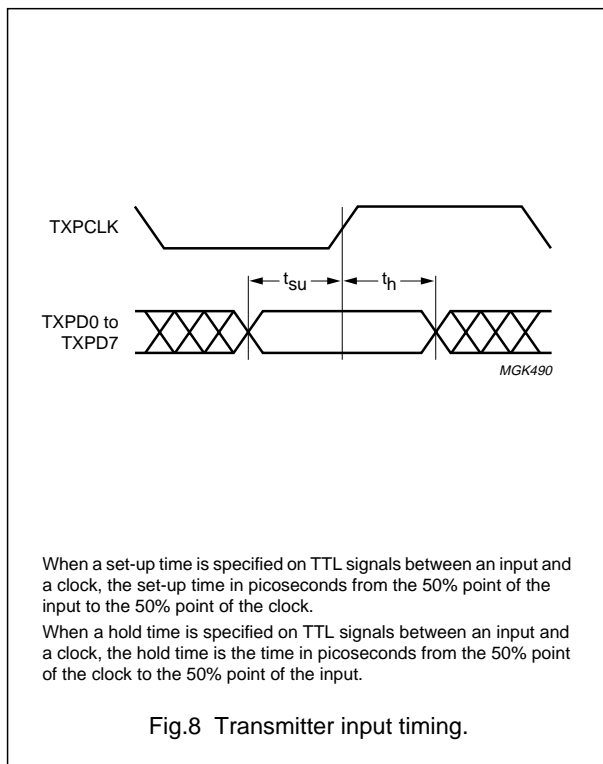 TXPCLK
tsu
th
TXPD0 to
TXPD7
MGK490
When a set-up time is specified on TTL signals between an input and
a clock, the set-up time in picoseconds from the 50% point of the
input to the 50% point of the clock.
When a hold time is specified on TTL signals between an input and
a clock, the hold time is the time in picoseconds from the 50% point
of the clock to the 50% point of the input.
Fig.8 Transmitter input timing.